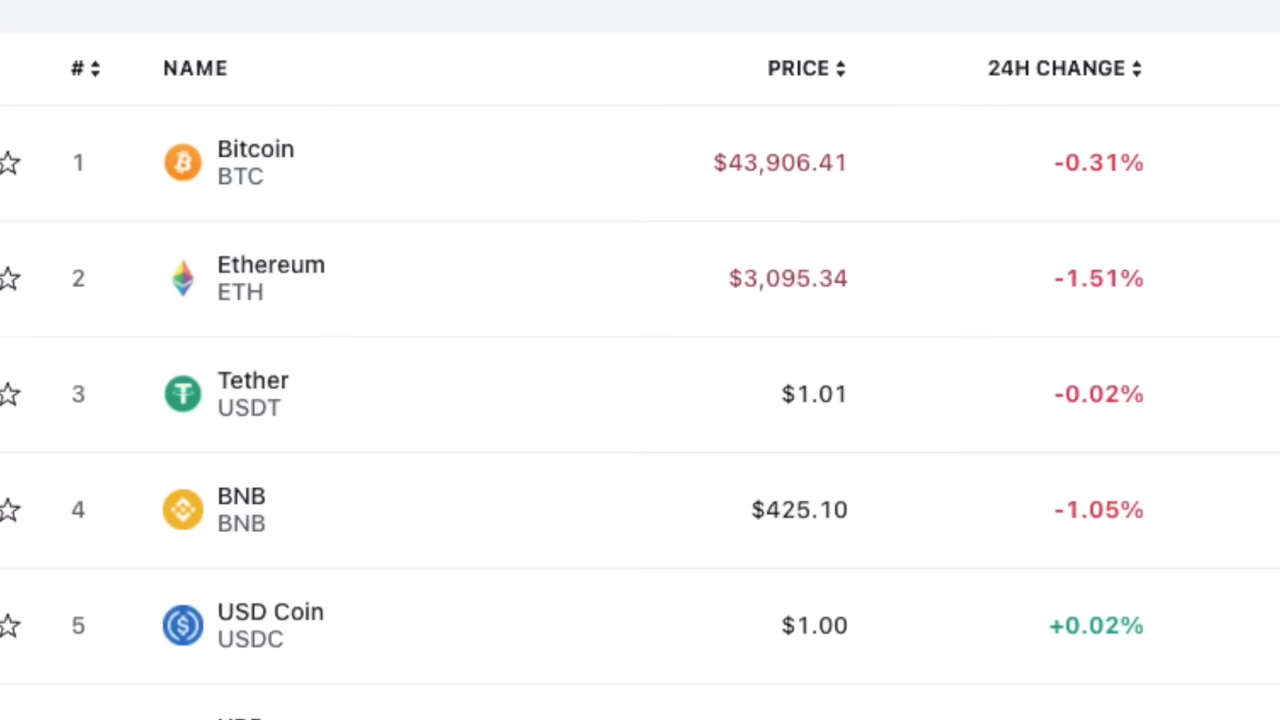 # NAME PRICE 24H CHANGE
1 Bitcoin BTC $43,906.41 -0.31%
2 Ethereum ETH $3,095.34 -1.51%
3 Tether USDT $1.01 -0.02%
4 BNB BNB $425.10 -1.05%
5 USD Coin USDC $1.00 +0.02%